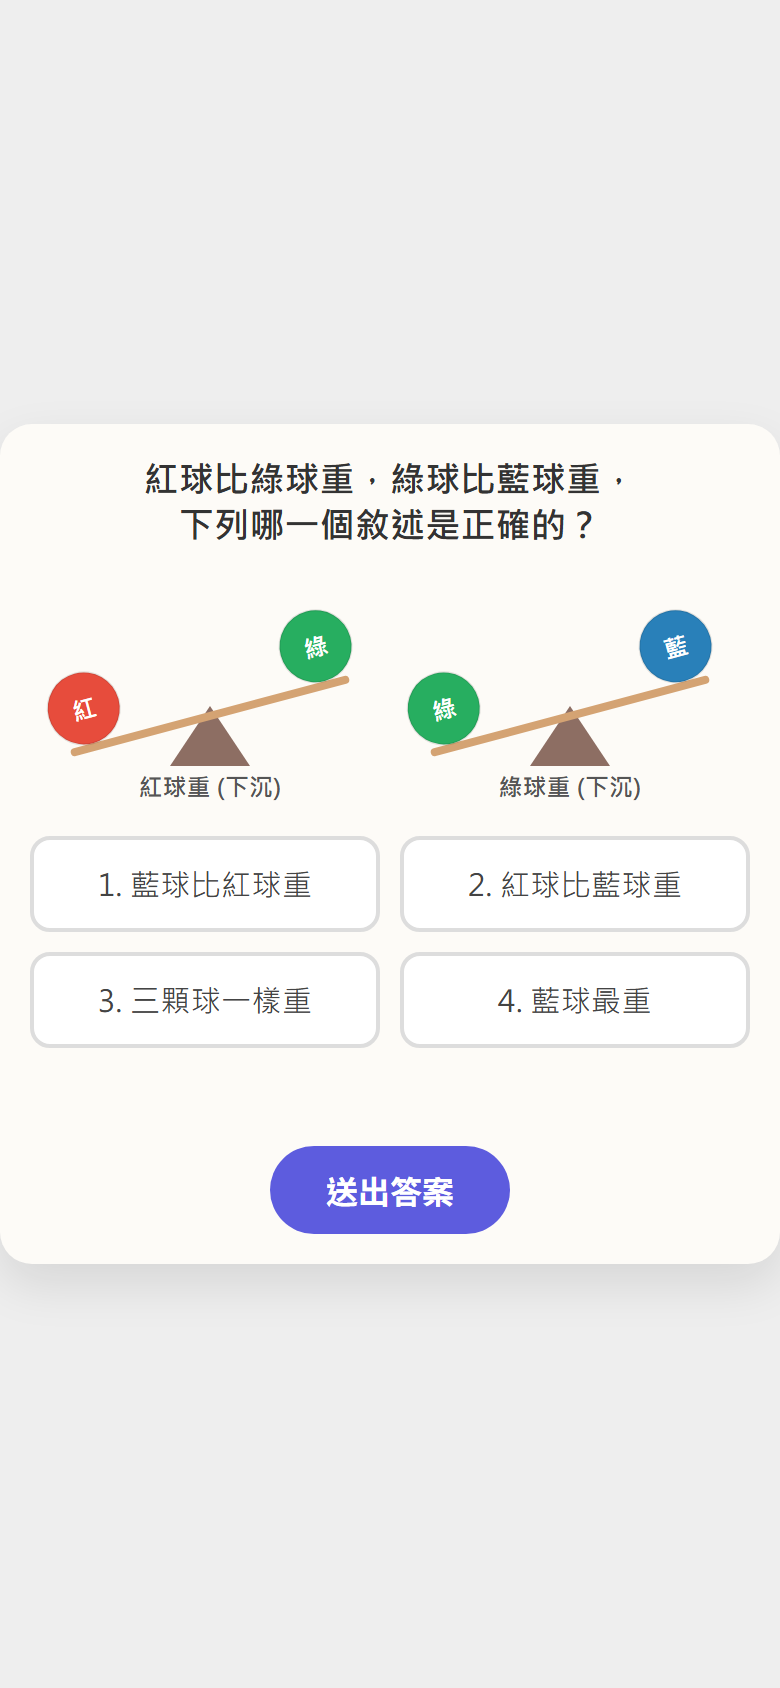 紅球比綠球重，綠球比藍球重，
下列哪一個敘述是正確的？
紅
綠
綠
藍
紅球重 (下沉)
綠球重 (下沉)
1. 藍球比紅球重
2. 紅球比藍球重
3. 三顆球一樣重
4. 藍球最重
送出答案